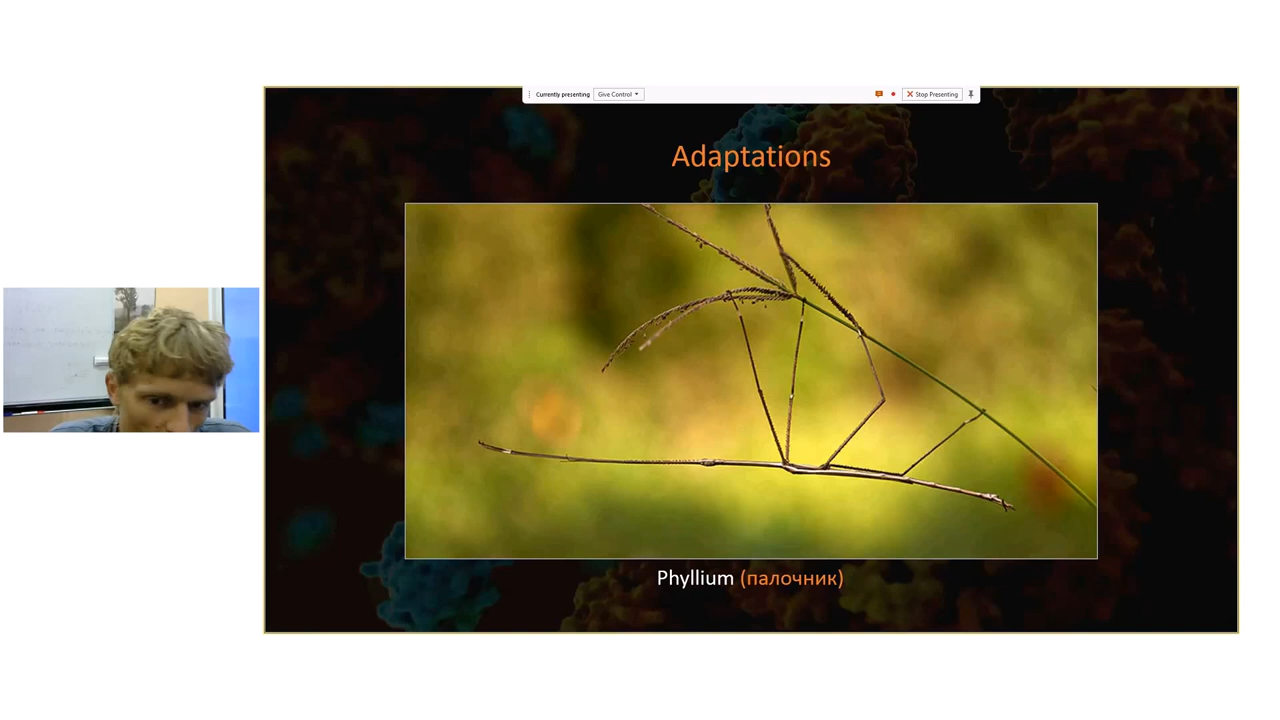 Currently presenting Give Control Stop Presenting
Adaptations
Phyllium (палочник)